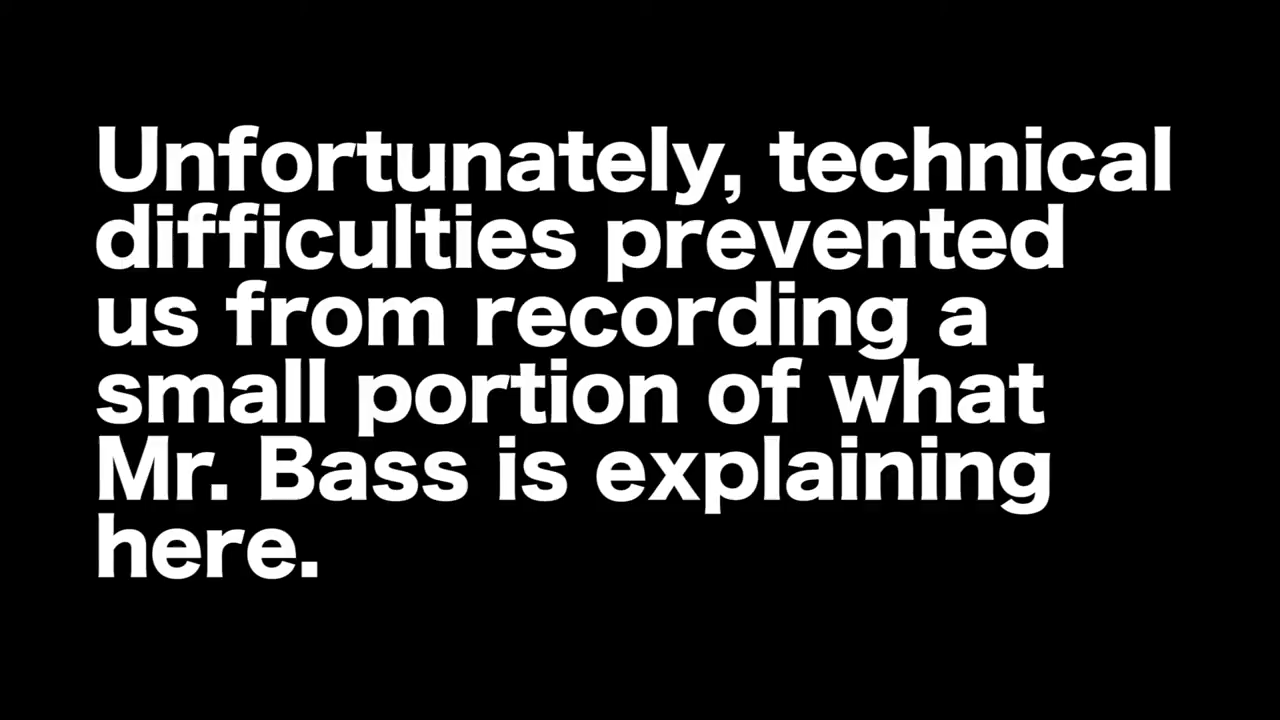 Unfortunately, technical
difficulties prevented
us from recording a
small portion of what
Mr. Bass is explaining
here.